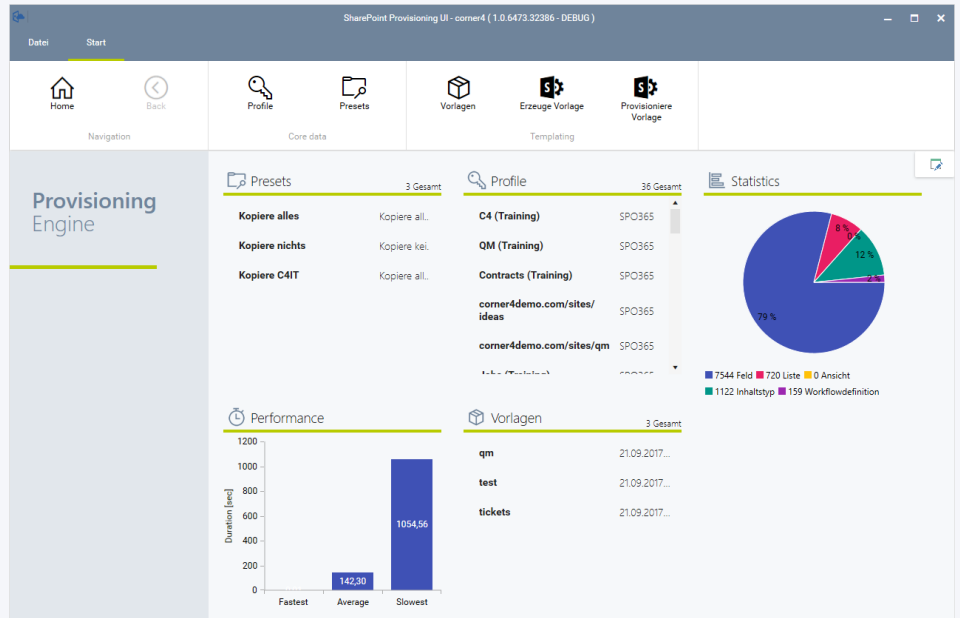 SharePoint Provisioning UI - corner4 ( 1.0.6473.32386 - DEBUG )
Datei Start
Home Back
Navigation
Profile Presets
Core data
Vorlagen Erzeuge Vorlage Provisioniere
Vorlage
Templating
Provisioning
Engine
Presets 3 Gesamt
Kopiere alles Kopiere all..
Kopiere nichts Kopiere kei.
Kopiere C4IT Kopiere all..
Profile 36 Gesamt
C4 (Training) SPO365
QM (Training) SPO365
Contracts (Training) SPO365
corner4demo.com/sites/
ideas SPO365
corner4demo.com/sites/qm SPO365
Jobs (Training) SPO365
Statistics
8 %
0 %
12 %
2 %
79 %
7544 Feld 720 Liste 0 Ansicht
1122 Inhaltstyp 159 Workflowdefinition
Performance
Duration [sec]
1200
1000
800
600
400
200
0
142,30
1054,56
Fastest Average Slowest
Vorlagen 3 Gesamt
qm 21.09.2017...
test 21.09.2017...
tickets 21.09.2017...